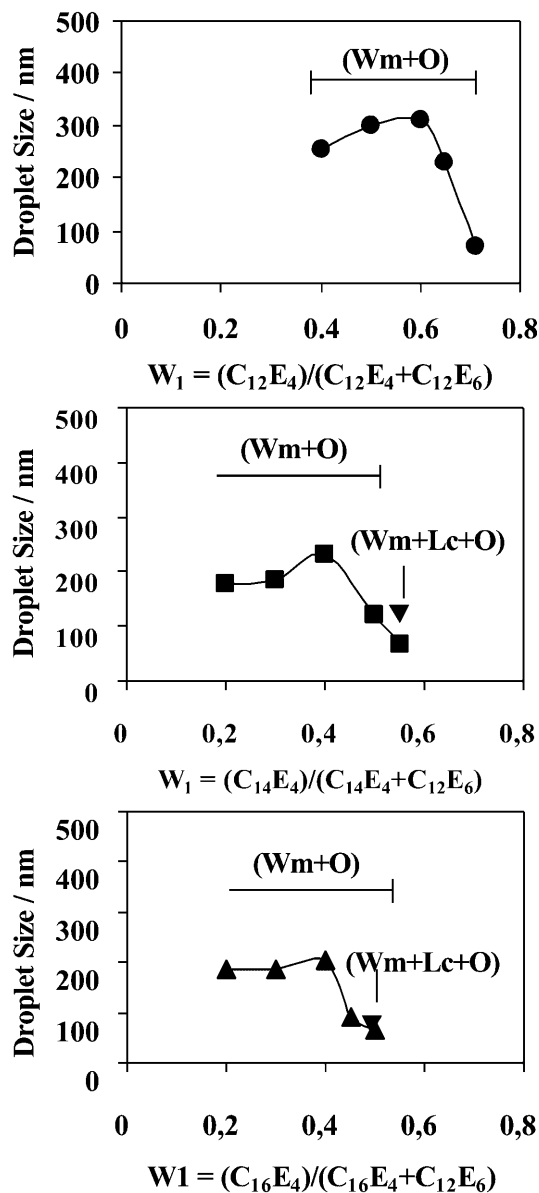 500
(Wm+O)
400
300
200
100
0
Droplet Size / nm
0 0.2 0.4 0.6 0.8
W₁ = (C₁₂E₄)/(C₁₂E₄+C₁₂E₆)
500
(Wm+O)
400
(Wm+Lc+O)
300
200
100
0
Droplet Size / nm
0 0,2 0,4 0,6 0,8
W₁ = (C₁₄E₄)/(C₁₄E₄+C₁₂E₆)
500
(Wm+O)
400
300
(Wm+Lc+O)
200
100
0
Droplet Size / nm
0 0,2 0,4 0,6 0,8
W1 = (C₁₆E₄)/(C₁₆E₄+C₁₂E₆)